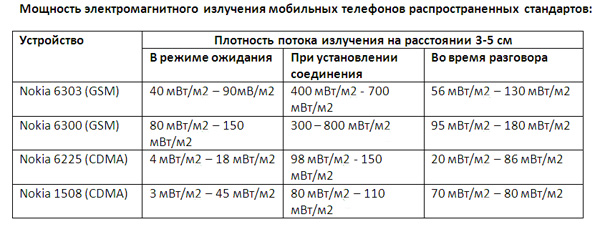 Мощность электромагнитного излучения мобильных телефонов распространенных стандартов:
Устройство
Плотность потока излучения на расстоянии 3-5 см
В режиме ожидания
При установлении
соединения
Во время разговора
Nokia 6303 (GSM)
40 мВт/м2 – 90мВ/м2
400 мВт/м2 - 700
мВт/м2
56 мВт/м2 – 130 мВт/м2
Nokia 6300 (GSM)
80 мВт/м2 – 150
мВт/м2
300 – 800 мВт/м2
95 мВт/м2 – 180 мВт/м2
Nokia 6225 (CDMA)
4 мВт/м2 – 18 мВт/м2
98 мВт/м2 - 150
мВт/м2
20 мВт/м2 – 86 мВт/м2
Nokia 1508 (CDMA)
3 мВт/м2 – 45 мВт/м2
80 мВт/м2 – 110
мВт/м2
70 мВт/м2 – 80 мВт/м2